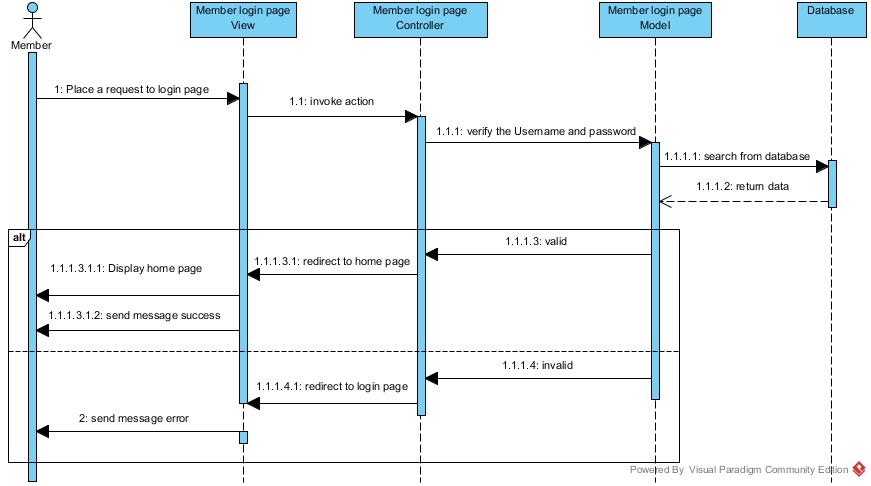 Member login page
View
Member login page
Controller
Member login page
Model
Database
Member
1: Place a request to login page
1.1: invoke action
1.1.1: verify the Username and password
1.1.1.1: search from database
1.1.1.2: return data
alt
1.1.1.3: valid
1.1.1.3.1: redirect to home page
1.1.1.3.1.1: Display home page
1.1.1.3.1.2: send message success
1.1.1.4: invalid
1.1.1.4.1: redirect to login page
2: send message error
Powered By Visual Paradigm Community Edition